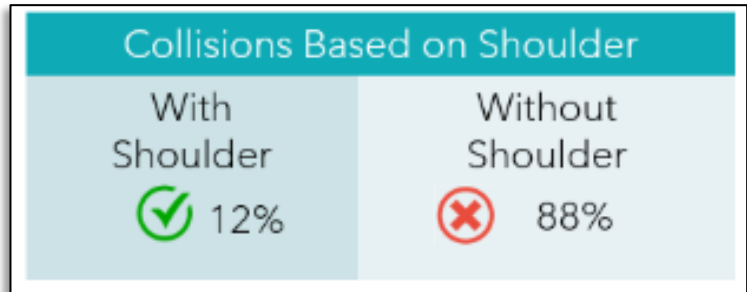 Collisions Based on Shoulder
With
Shoulder
12%
Without
Shoulder
88%